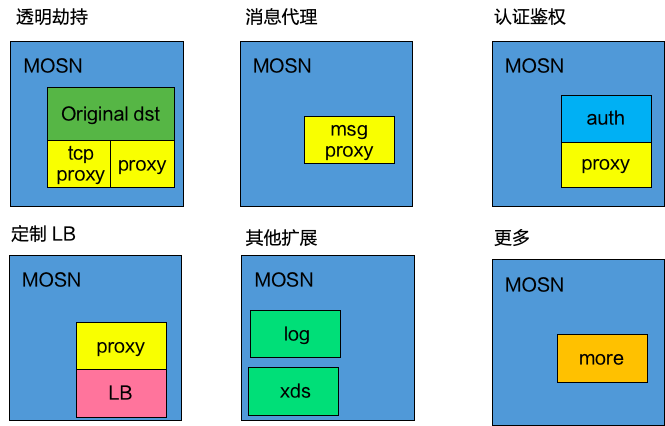 透明劫持
MOSN
Original dst
tcp
proxy
proxy
消息代理
MOSN
msg
proxy
认证鉴权
MOSN
auth
proxy
定制 LB
MOSN
proxy
LB
其他扩展
MOSN
log
xds
更多
MOSN
more